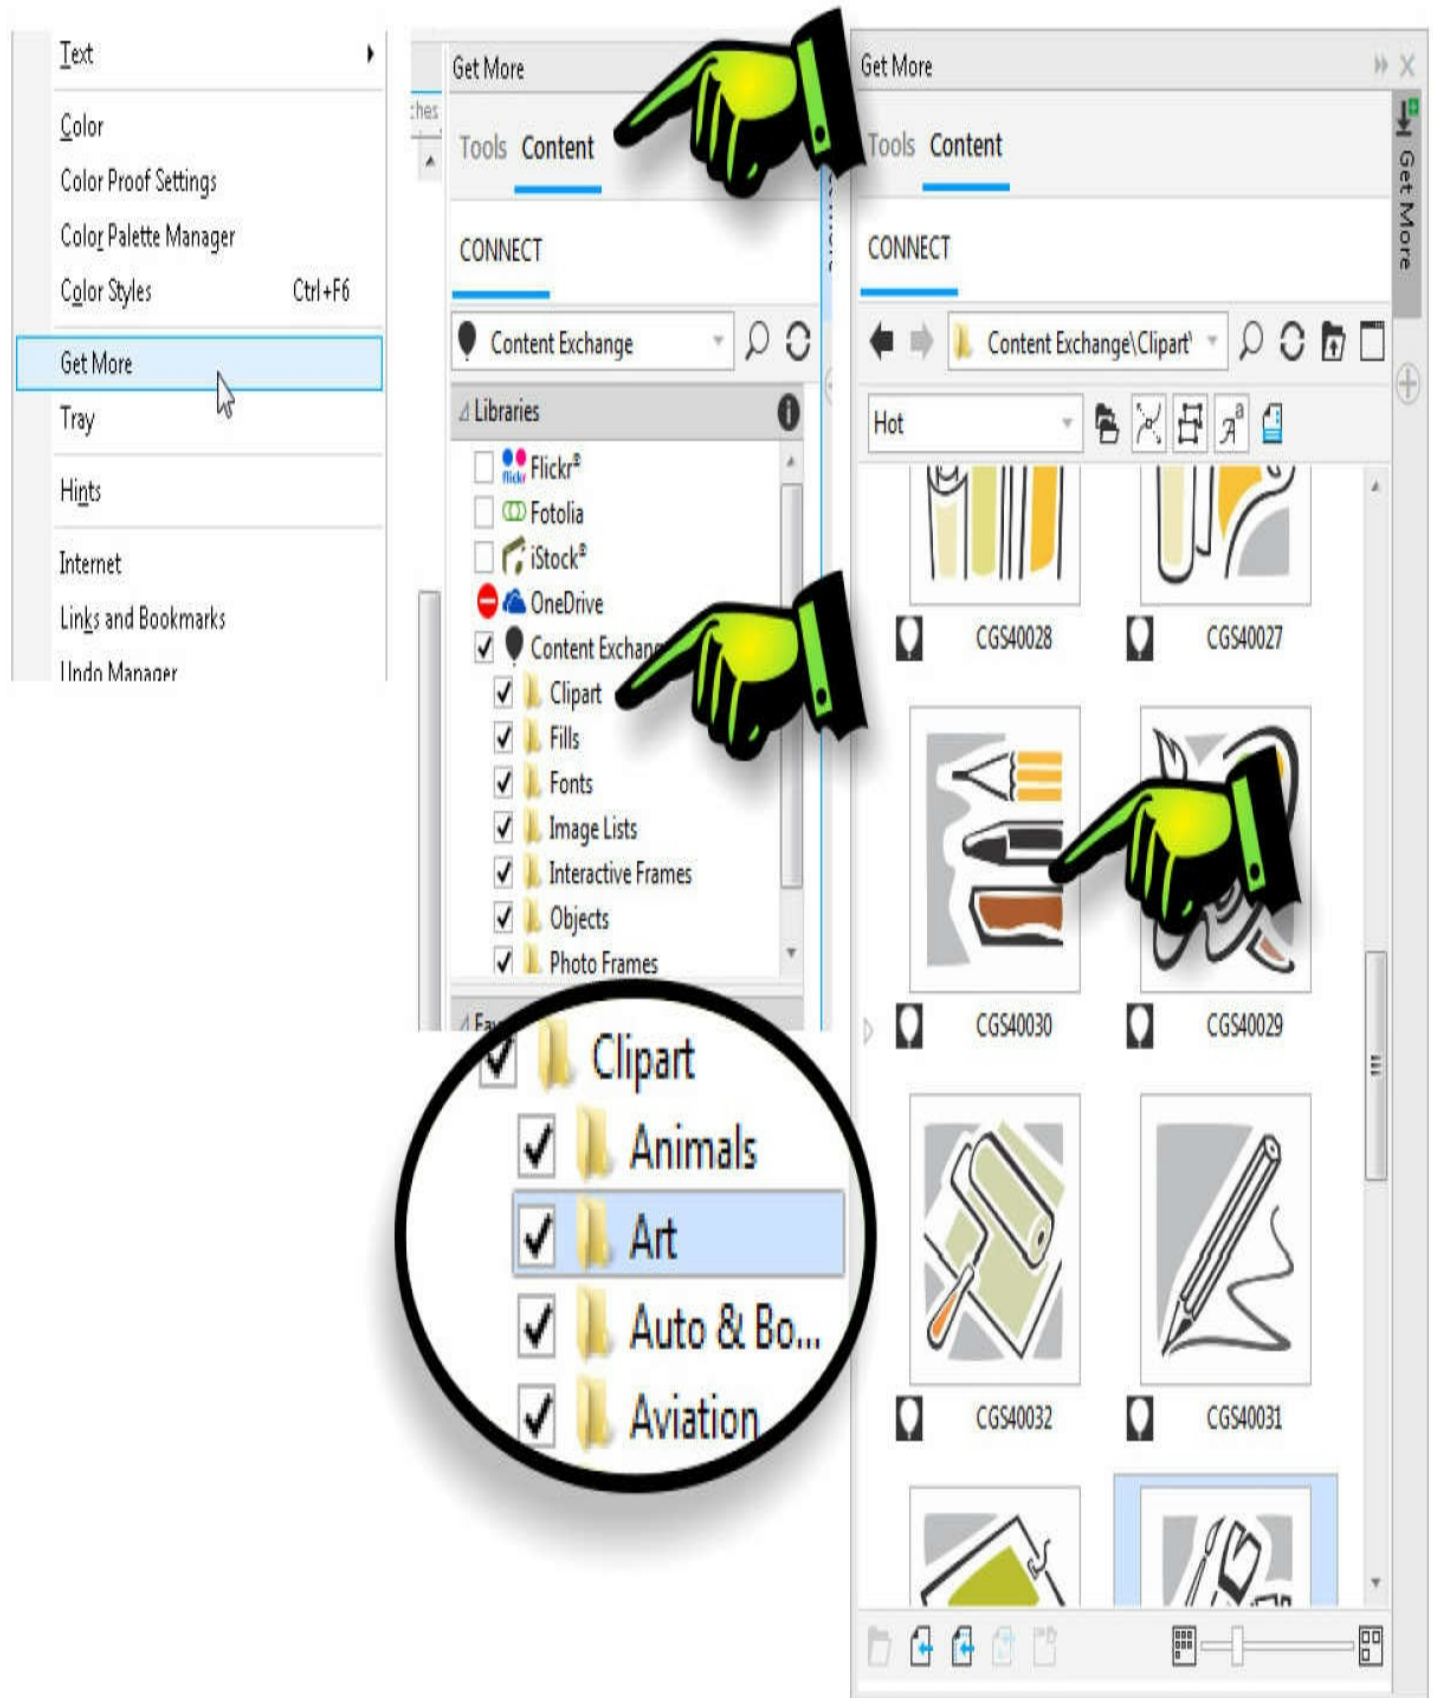 Text
Color
Color Proof Settings
Color Palette Manager
Color Styles Ctrl+F6
Get More
Tray
Hints
Internet
Links and Bookmarks
Undo Manager
ches
Get More
Tools Content
CONNECT
Content Exchange
Libraries
Flickr®
flickr
Fotolia
iStock®
OneDrive
Content Exchan
Clipart
Fills
Fonts
Image Lists
Interactive Frames
Objects
Photo Frames
Clipart
Animals
Art
Auto & Bo...
Aviation
Get More
Tools Content
Get More
CONNECT
Content Exchange\Clipart\
Hot
CGS40028 CGS40027
CGS40030 CGS40029
CGS40032 CGS40031